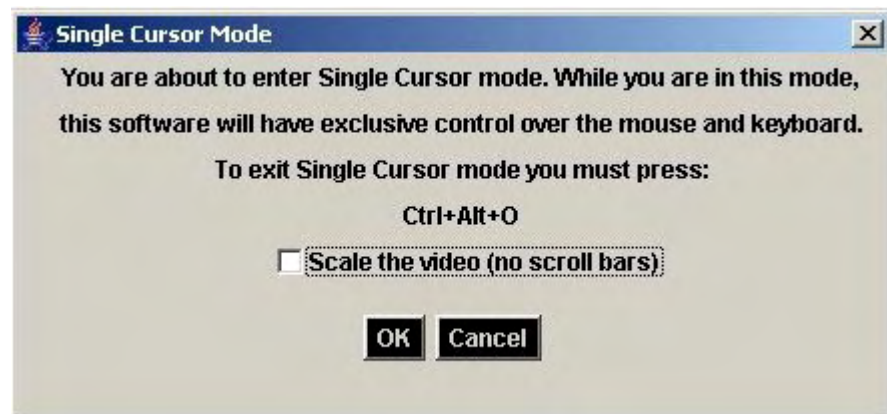 Single Cursor Mode
You are about to enter Single Cursor mode. While you are in this mode,
this software will have exclusive control over the mouse and keyboard.
To exit Single Cursor mode you must press:
Ctrl+Alt+O
Scale the video (no scroll bars)
OK Cancel